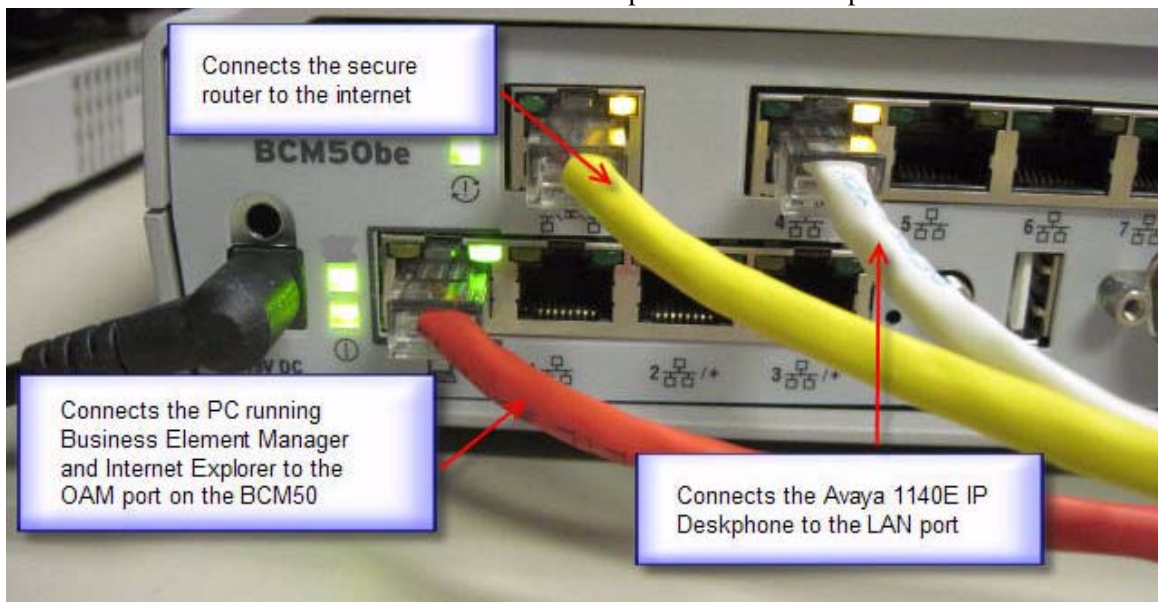 Connects the secure
router to the internet
BCM50be
4
5
6
7
2 /+
3 /+
Connects the PC running
Business Element Manager
and Internet Explorer to the
OAM port on the BCM50
Connects the Avaya 1140E IP
Deskphone to the LAN port